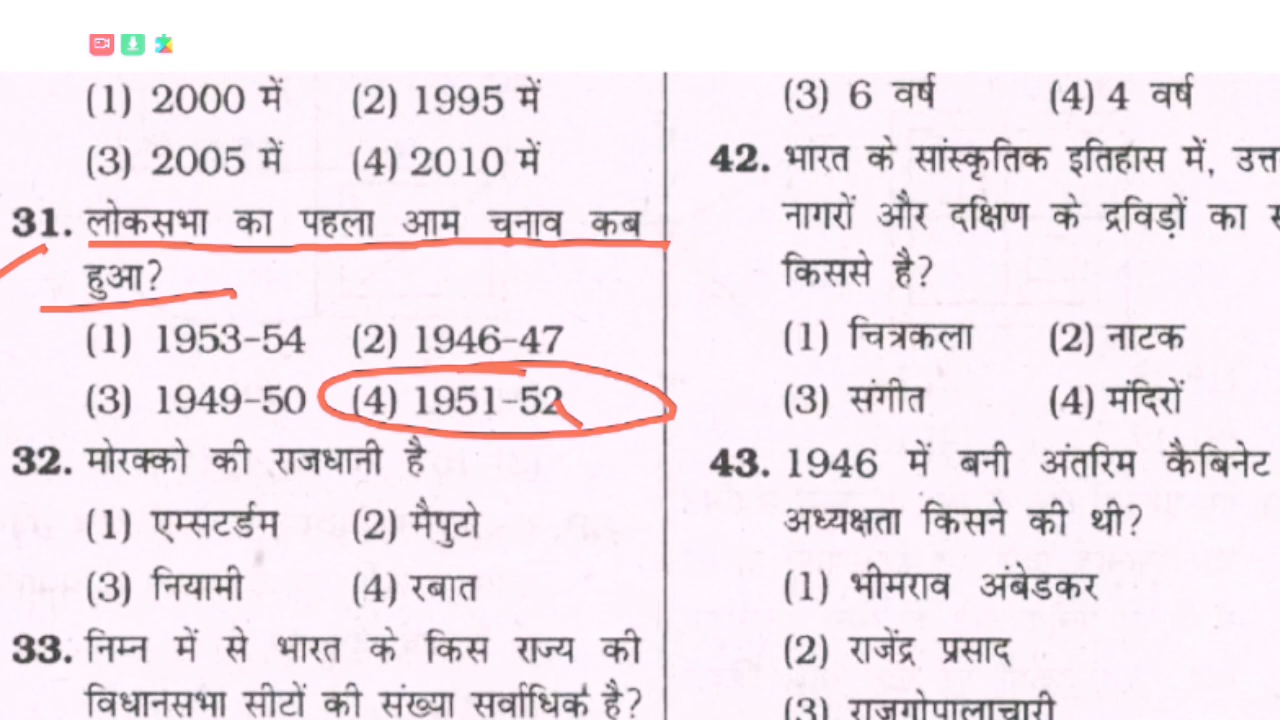 (1) 2000 में (2) 1995 में
(3) 2005 में (4) 2010 में
31. लोकसभा का पहला आम चुनाव कब
हुआ?
(1) 1953-54 (2) 1946-47
(3) 1949-50 (4) 1951-52
32. मोरक्को की राजधानी है
(1) एम्सटर्डम (2) मैपुटो
(3) नियामी (4) रबात
33. निम्न में से भारत के किस राज्य की
विधानसभा सीटों की संख्या सर्वाधिक है?
(3) 6 वर्ष (4) 4 वर्ष
42. भारत के सांस्कृतिक इतिहास में,
नागरों और दक्षिण के द्रविड़ों का
किससे है?
(1) चित्रकला (2) नाटक
(3) संगीत (4) मंदिरों
43. 1946 में बनी अंतरिम कैबिनेट
अध्यक्षता किसने की थी?
(1) भीमराव अंबेडकर
(2) राजेंद्र प्रसाद
(3) राजगोपालाचारी